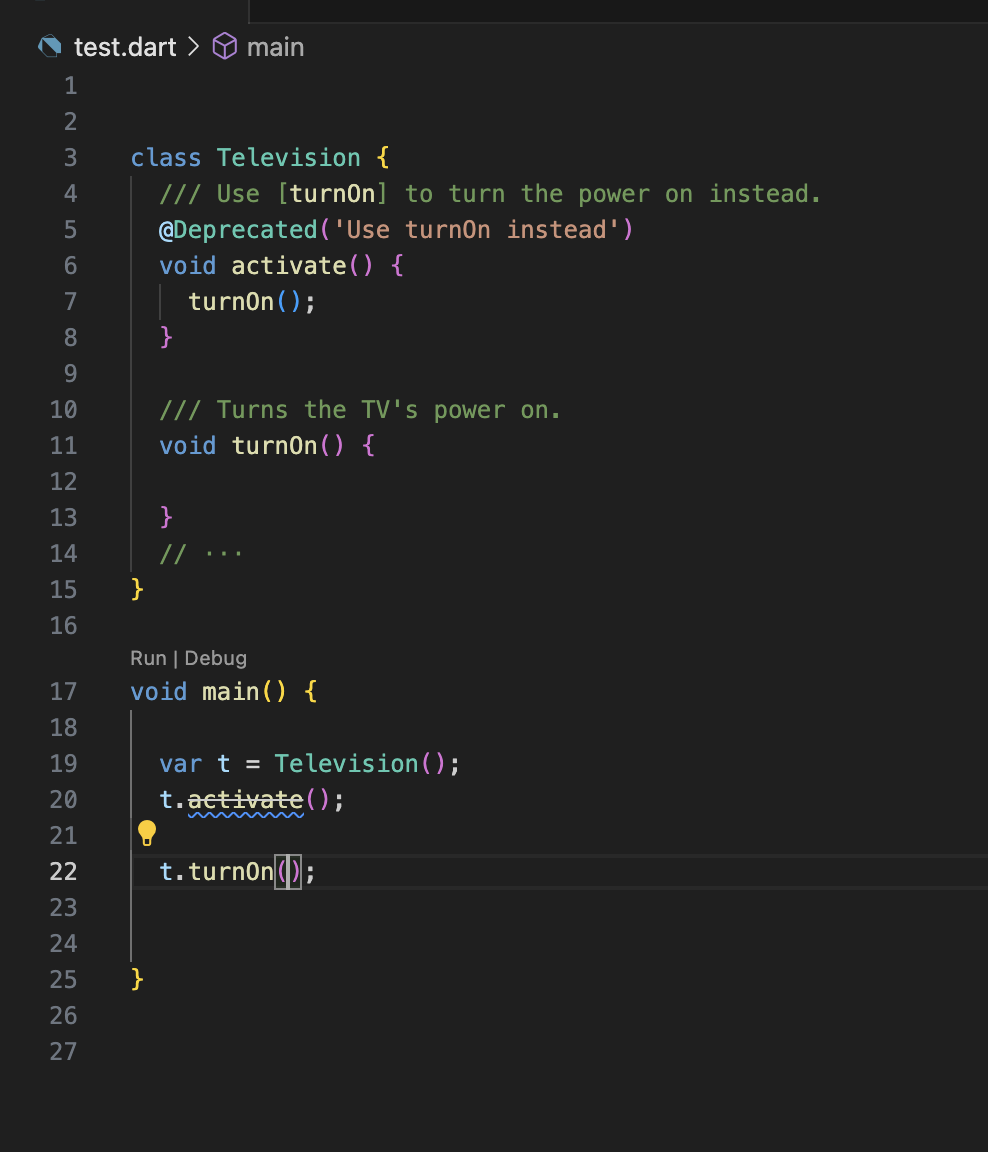 test.dart > main
1
2
3 class Television {
4 /// Use [turnOn] to turn the power on instead.
5 @Deprecated('Use turnOn instead')
6 void activate() {
7 turnOn();
8 }
9
10 /// Turns the TV's power on.
11 void turnOn() {
12
13 }
14 // ···
15 }
16
Run | Debug
17 void main() {
18
19 var t = Television();
20 t.activate();
21
22 t.turnOn();
23
24
25 }
26
27